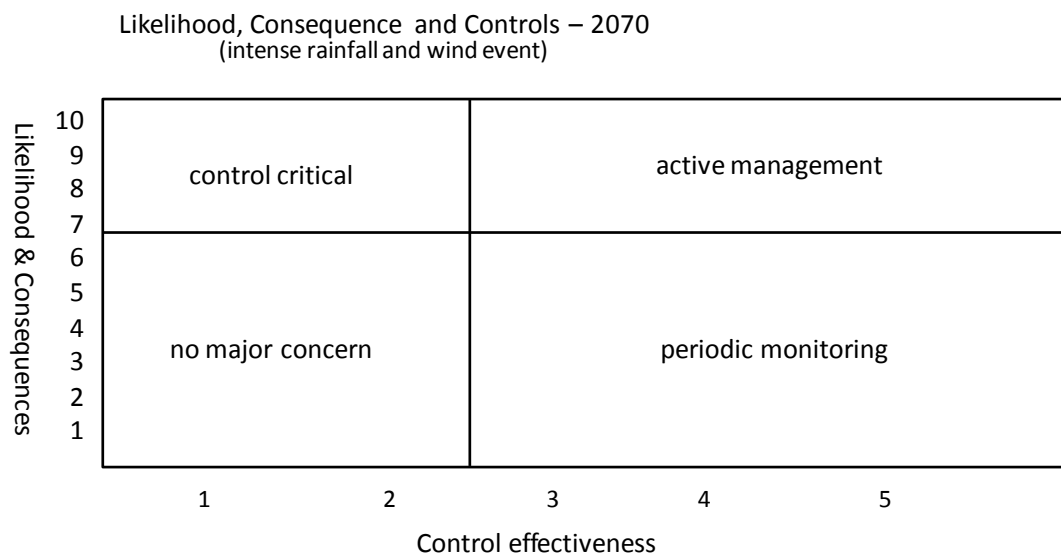 Likelihood, Consequence and Controls – 2070
(intense rainfall and wind event)
Likelihood & Consequences
10
9
8
7
6
5
4
3
2
1
control critical
active management
no major concern
periodic monitoring
1 2 3 4 5
Control effectiveness